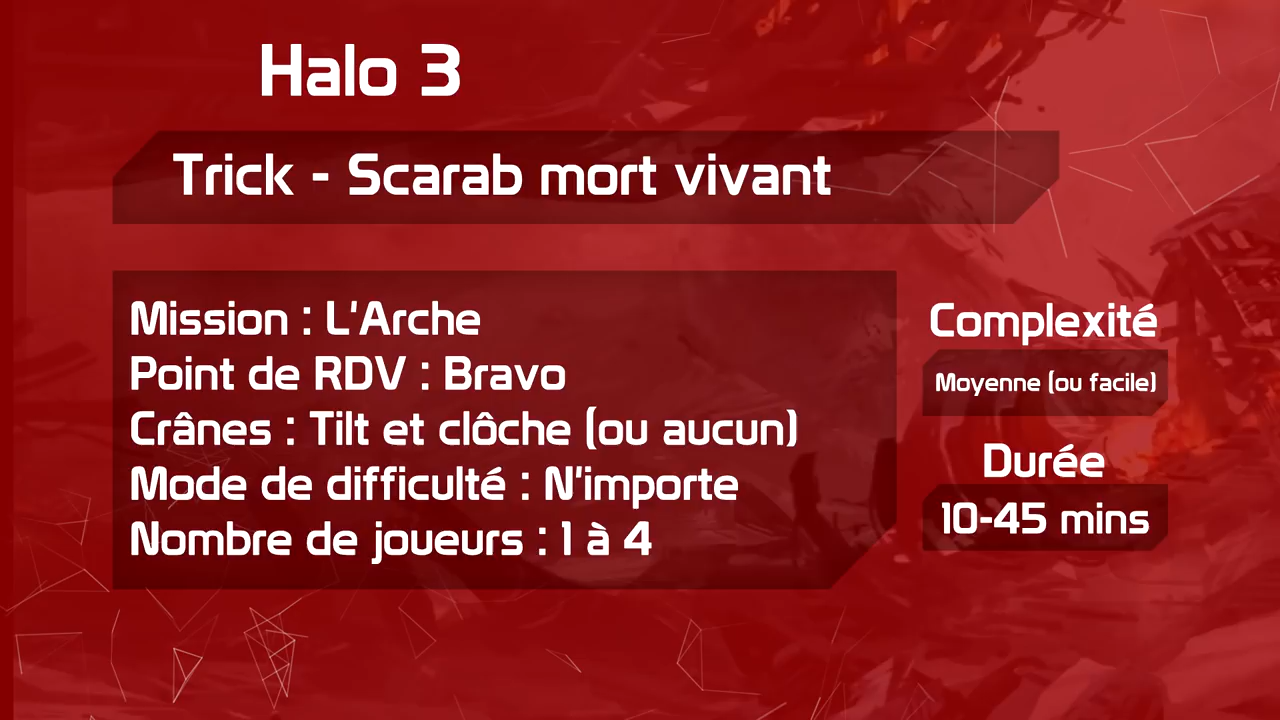 Halo 3
Trick - Scarab mort vivant
Mission : L'Arche
Point de RDV : Bravo
Crânes : Tilt et clôche (ou aucun)
Mode de difficulté : N'importe
Nombre de joueurs : 1 à 4
Complexité
Moyenne (ou facile)
Durée
10-45 mins